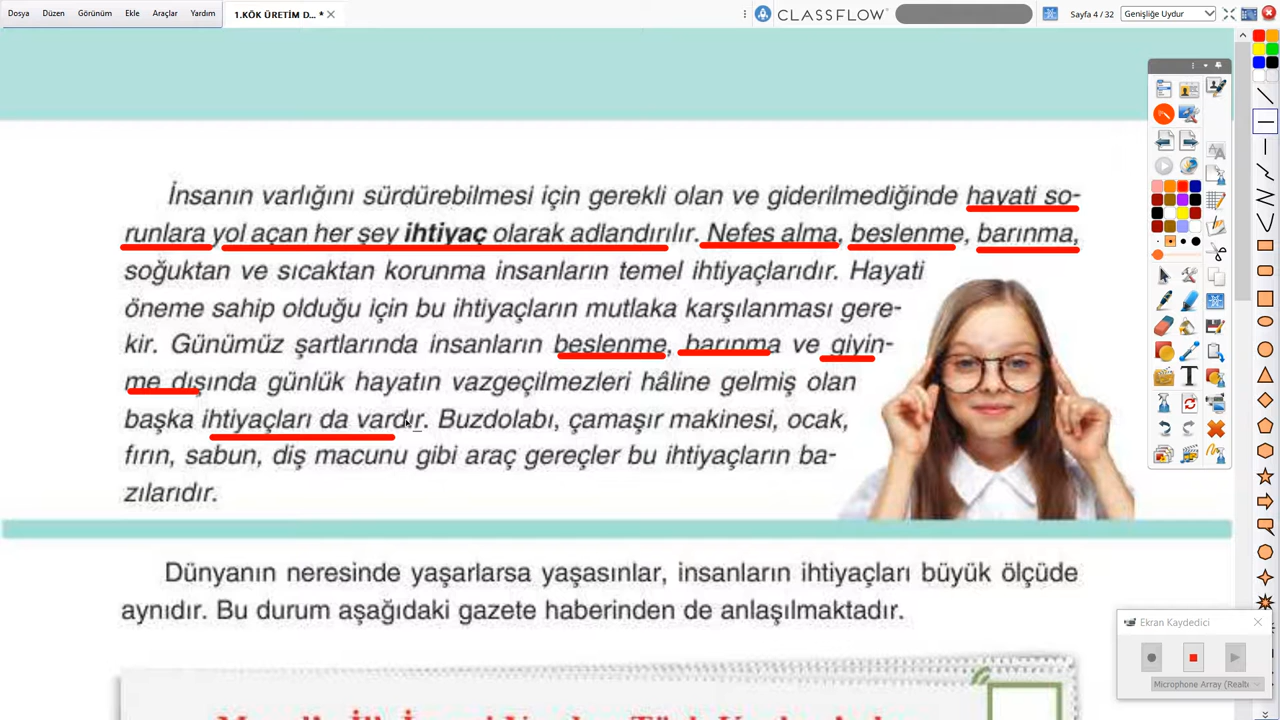 Dosya Düzen Görünüm Ekle Araçlar Yardım
1.KÖK ÜRETİM D... *
CLASSFLOW
Sayfa 4 / 32
Genişliğe Uydur
İnsanın varlığını sürdürebilmesi için gerekli olan ve giderilmediğinde hayati so-
runlara yol açan her şey ihtiyaç olarak adlandırılır. Nefes alma, beslenme, barınma,
soğuktan ve sıcaktan korunma insanların temel ihtiyaçlarıdır. Hayati
öneme sahip olduğu için bu ihtiyaçların mutlaka karşılanması gere-
kir. Günümüz şartlarında insanların beslenme, barınma ve giyin-
me dışında günlük hayatın vazgeçilmezleri hâline gelmiş olan
başka ihtiyaçları da vardır. Buzdolabı, çamaşır makinesi, ocak,
fırın, sabun, diş macunu gibi araç gereçler bu ihtiyaçların ba-
zılarıdır.
Dünyanın neresinde yaşarlarsa yaşasınlar, insanların ihtiyaçları büyük ölçüde
aynıdır. Bu durum aşağıdaki gazete haberinden de anlaşılmaktadır.
Ekran Kaydedici
Microphone Array (Realte